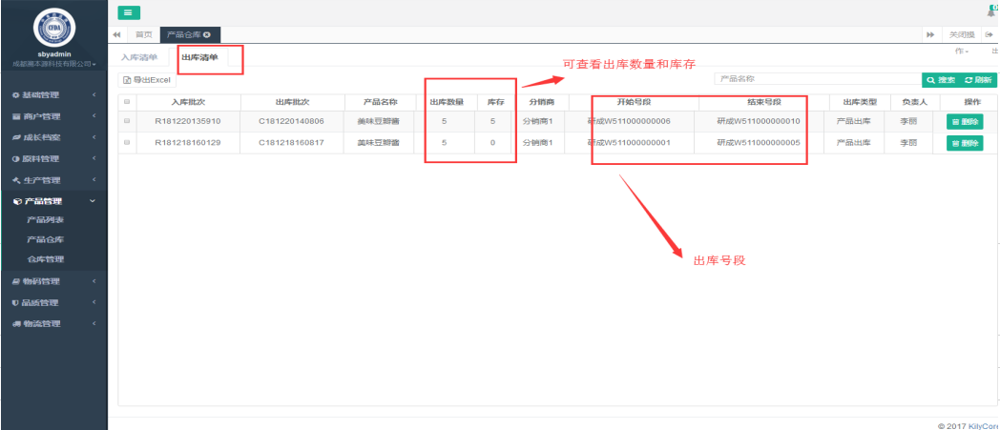 CFDA
sbyadmin
首页 产品仓库
关闭操作
入库清单 出库清单
可查看出库数量和库存
导出Excel 产品名称 搜索 刷新
入库批次 出库批次 产品名称 出库数量 库存 分销商 开始号段 结束号段 出库类型 负责人 操作
R181220135910 C181220140806 美味豆瓣酱 5 5 分销商1 研成W511000000006 研成W511000000010 产品出库 李丽 删除
R181218160129 C181218160817 美味豆瓣酱 5 0 分销商1 研成W511000000001 研成W511000000005 产品出库 李丽 删除
出库号段
基础管理
商户管理
成长档案
原料管理
生产管理
产品管理
产品列表
产品仓库
仓库管理
物码管理
品质管理
物流管理
© 2017 KilyCore